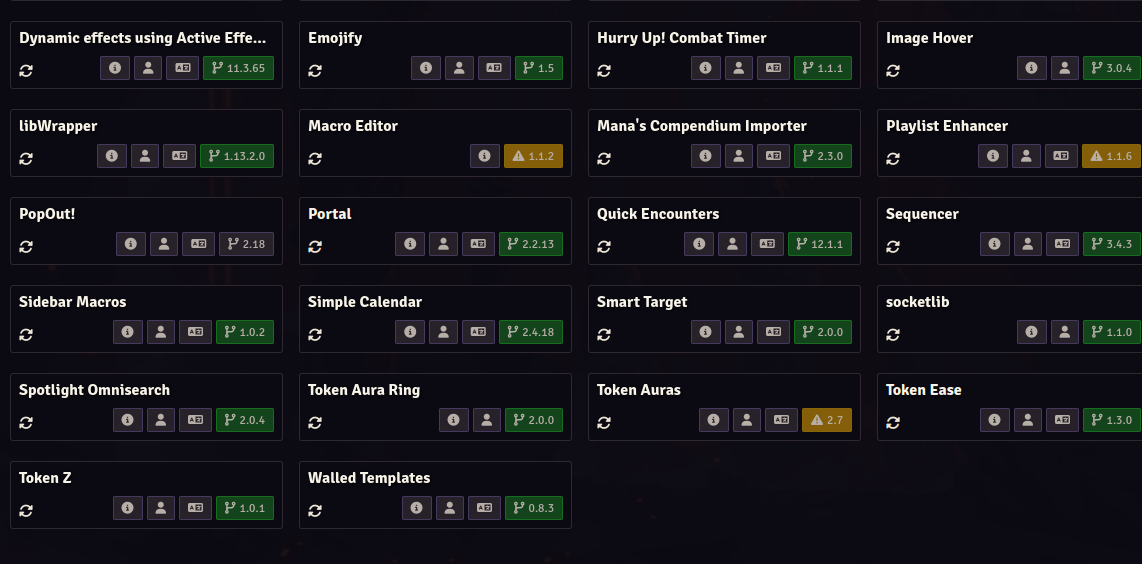 Dynamic effects using Active Effe...
11.3.65
Emojify
1.5
Hurry Up! Combat Timer
1.1.1
Image Hover
3.0.4
libWrapper
1.13.2.0
Macro Editor
1.1.2
Mana's Compendium Importer
2.3.0
Playlist Enhancer
1.1.6
PopOut!
2.18
Portal
2.2.13
Quick Encounters
12.1.1
Sequencer
3.4.3
Sidebar Macros
1.0.2
Simple Calendar
2.4.18
Smart Target
2.0.0
socketlib
1.1.0
Spotlight Omnisearch
2.0.4
Token Aura Ring
2.0.0
Token Auras
2.7
Token Ease
1.3.0
Token Z
1.0.1
Walled Templates
0.8.3